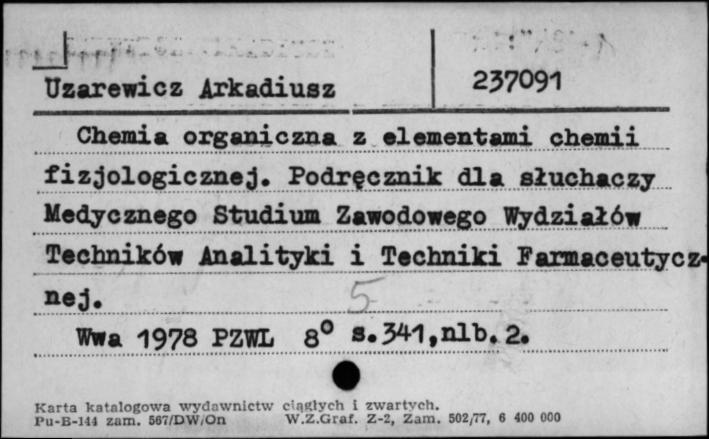 Uzarewicz Arkadiusz
237091
Chemia organiczna z elementami chemii
fizjologicznej. Podręcznik dla słuchaczy
Medycznego Studium Zawodowego Wydziałów
Techników Analityki i Techniki Farmaceutycz-
nej.
5
Wwa 1978 PZWL 8° s.341,nlb.2.
Karta katalogowa wydawnictw ciągłych i zwartych.
Pu-B-144 zam. 567/DW/On W.Z.Graf. Z-2, Zam. 502/77, 6 400 000